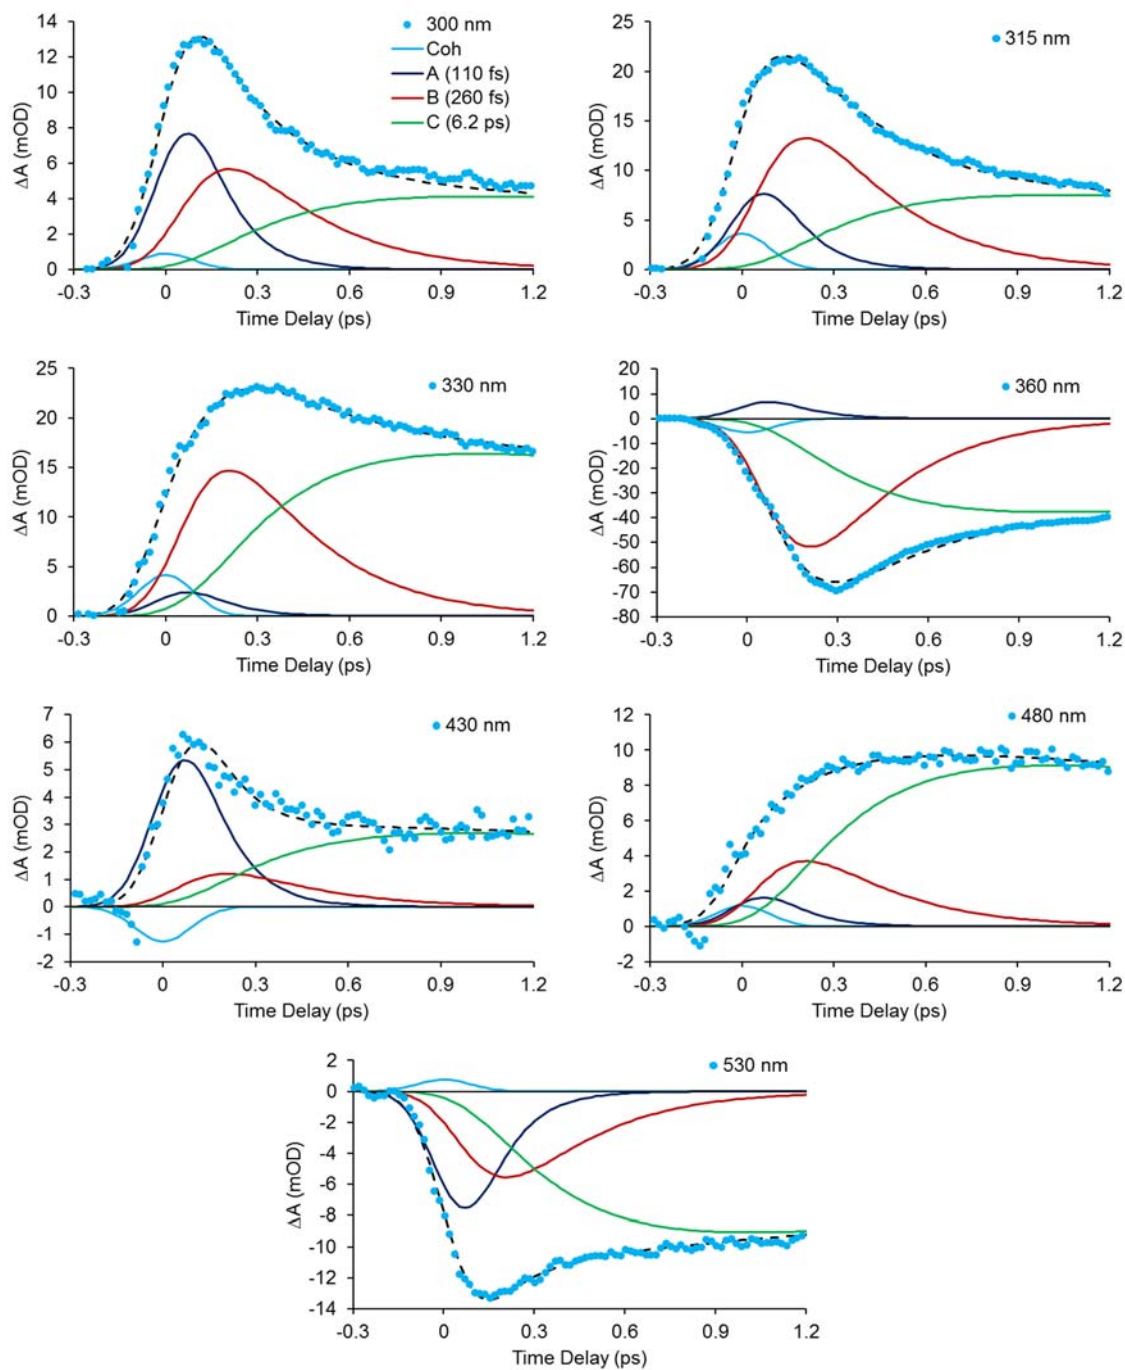 300 nm
Coh
A (110 fs)
B (260 fs)
C (6.2 ps)
14
12
10
8
6
4
2
0
ΔA (mOD)
-0.3 0 0.3 0.6 0.9 1.2
Time Delay (ps)
315 nm
25
20
15
10
5
0
ΔA (mOD)
-0.3 0 0.3 0.6 0.9 1.2
Time Delay (ps)
330 nm
25
20
15
10
5
0
ΔA (mOD)
-0.3 0 0.3 0.6 0.9 1.2
Time Delay (ps)
360 nm
20
10
0
-10
-20
-30
-40
-50
-60
-70
-80
ΔA (mOD)
-0.3 0 0.3 0.6 0.9 1.2
Time Delay (ps)
430 nm
7
6
5
4
3
2
1
0
-1
-2
ΔA (mOD)
-0.3 0 0.3 0.6 0.9 1.2
Time Delay (ps)
480 nm
12
10
8
6
4
2
0
-2
ΔA (mOD)
-0.3 0 0.3 0.6 0.9 1.2
Time Delay (ps)
530 nm
2
0
-2
-4
-6
-8
-10
-12
-14
ΔA (mOD)
-0.3 0 0.3 0.6 0.9 1.2
Time Delay (ps)